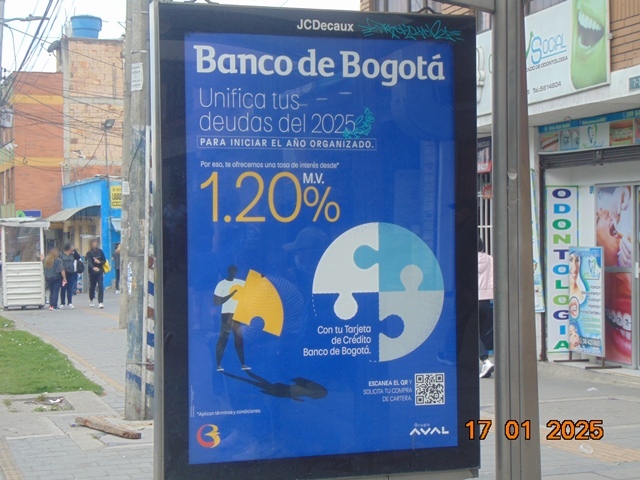 JCDecaux
Banco de Bogotá
Unifica tus
deudas del 2025
PARA INICIAR EL AÑO ORGANIZADO.
Por eso, te ofrecemos una tasa de interés desde*
1.20% M.V.
Con tu Tarjeta
de Crédito
Banco de Bogotá.
ESCANEA EL QR Y
SOLICITA TU COMPRA
DE CARTERA.
*Aplican términos y condiciones.
Grupo
AVAL
SOCIAL
ODONTOLOGIA
17 01 2025